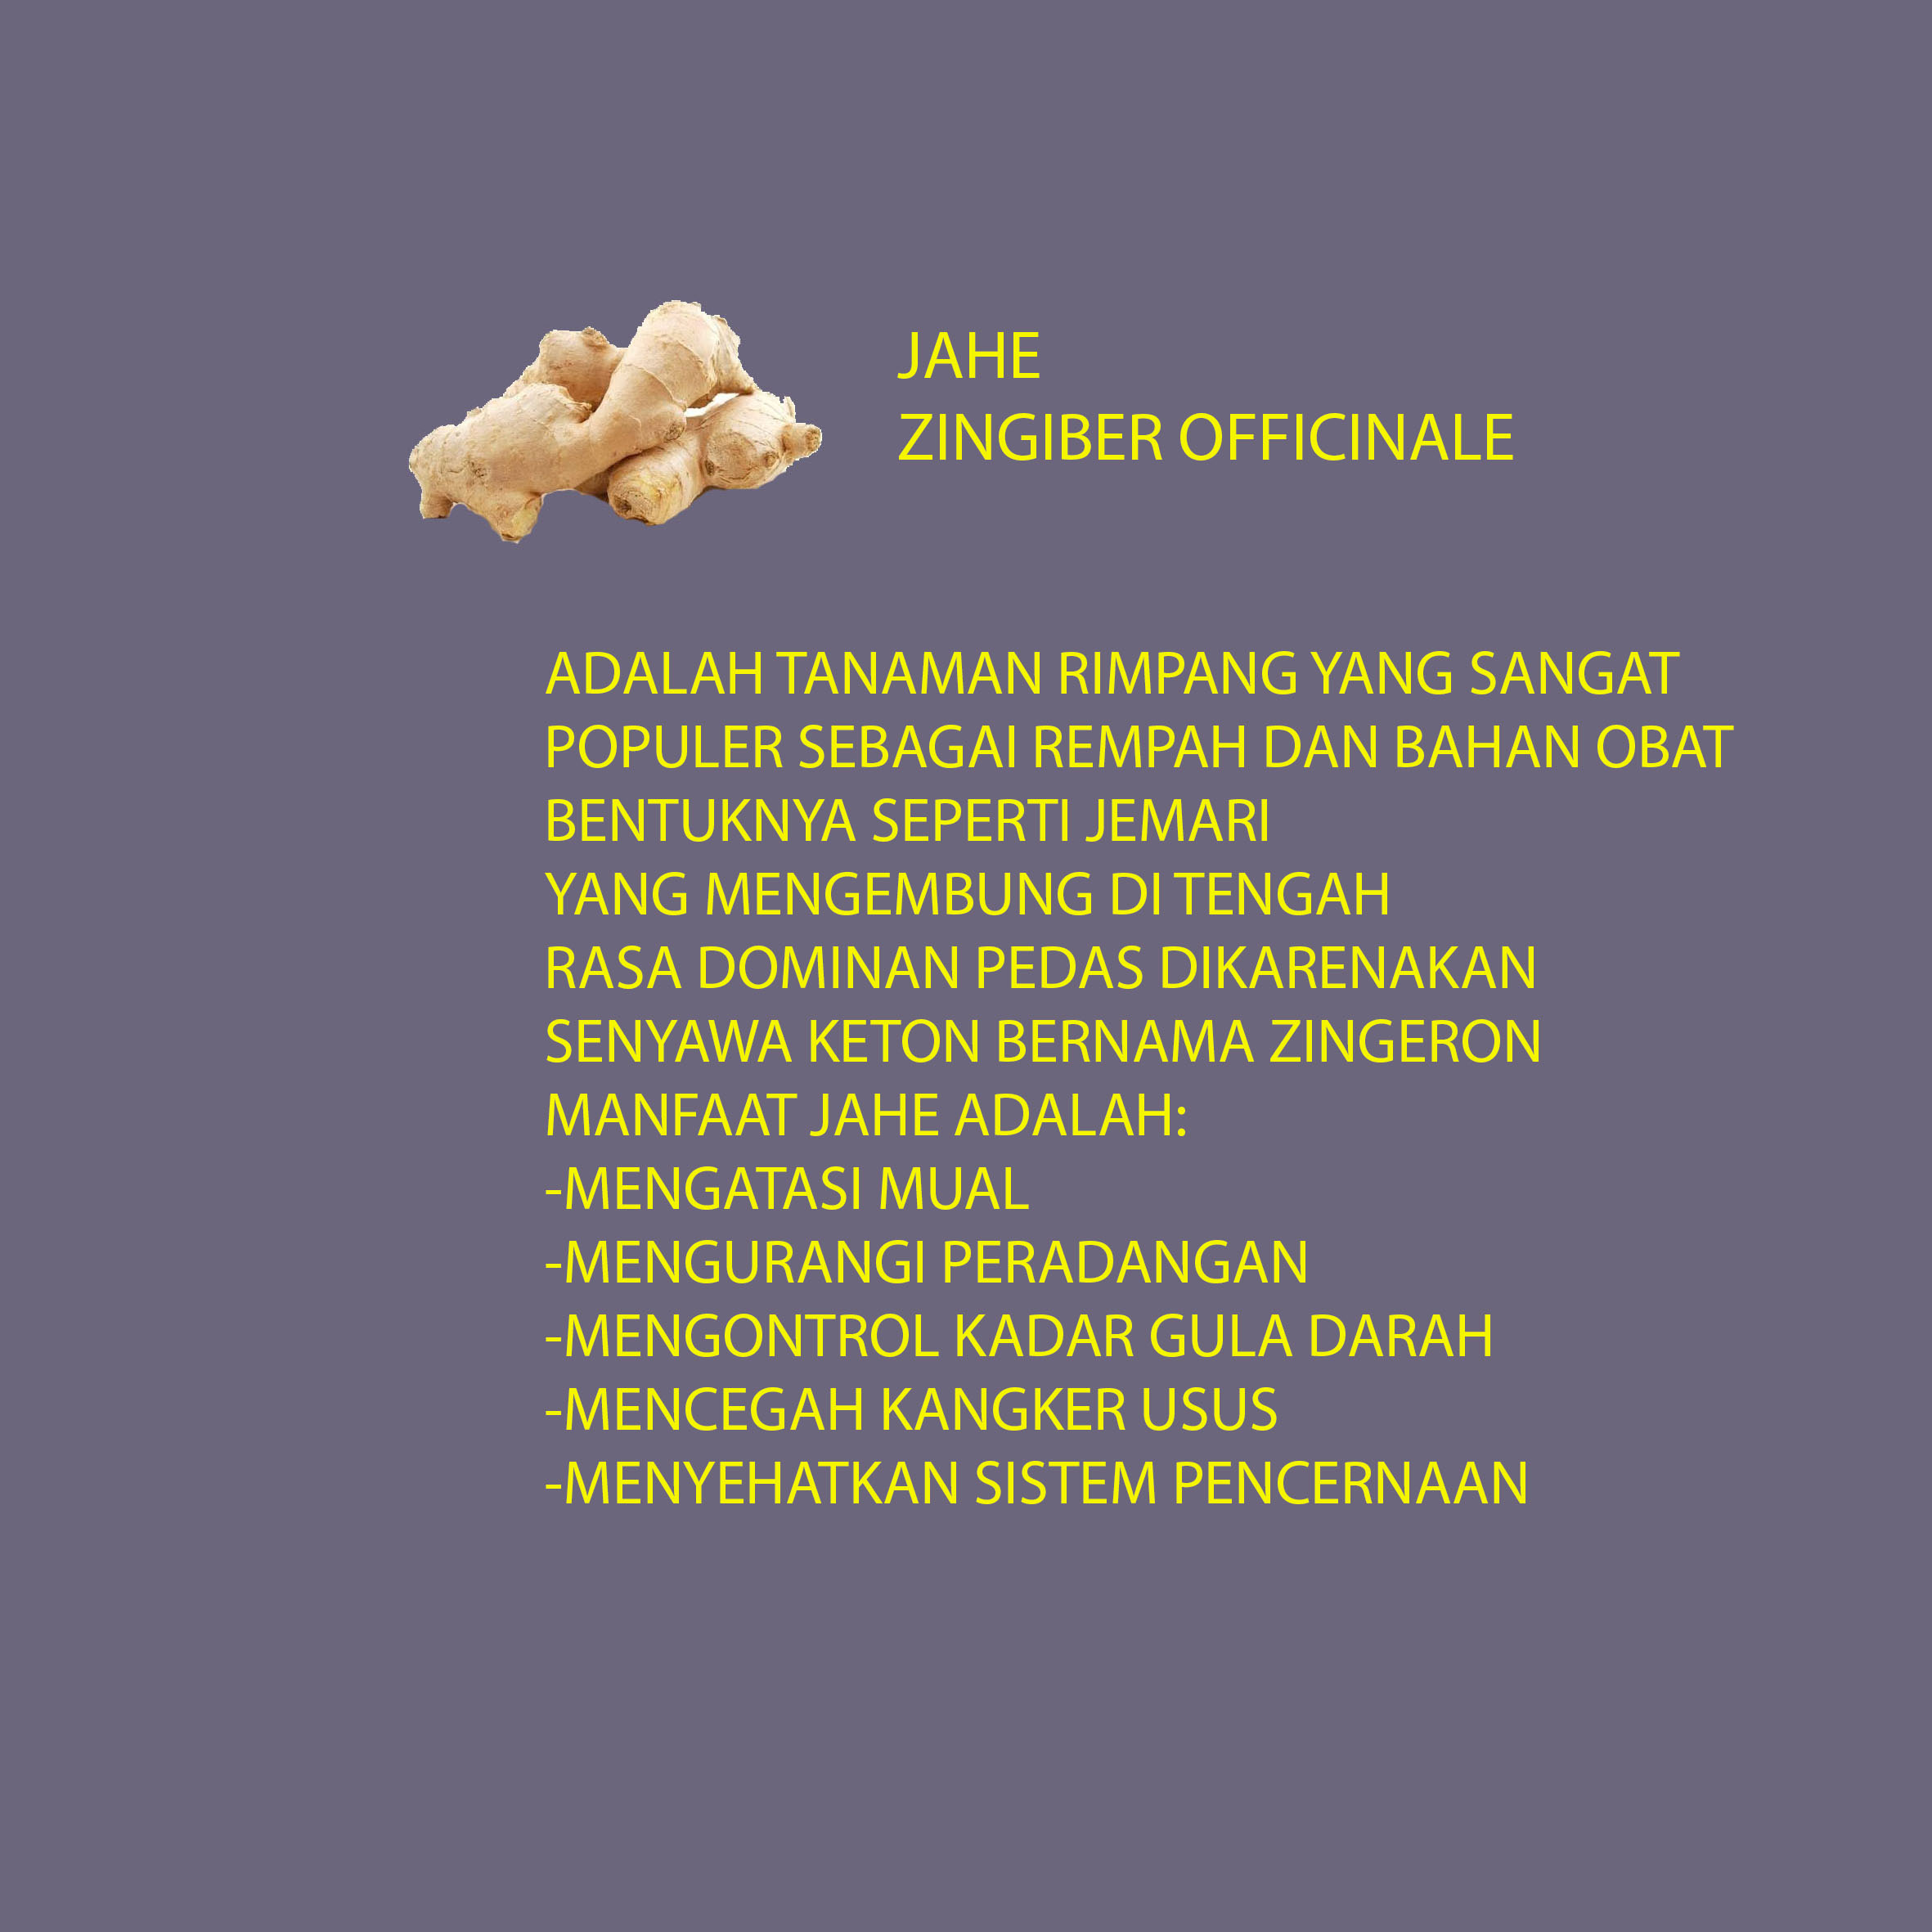 JAHE
ZINGIBER OFFICINALE
ADALAH TANAMAN RIMPANG YANG SANGAT
POPULER SEBAGAI REMPAH DAN BAHAN OBAT
BENTUKNYA SEPERTI JEMARI
YANG MENGEMBUNG DI TENGAH
RASA DOMINAN PEDAS DIKARENAKAN
SENYAWA KETON BERNAMA ZINGERON
MANFAAT JAHE ADALAH:
-MENGATASI MUAL
-MENGURANGI PERADANGAN
-MENGONTROL KADAR GULA DARAH
-MENCEGAH KANGKER USUS
-MENYEHATKAN SISTEM PENCERNAAN